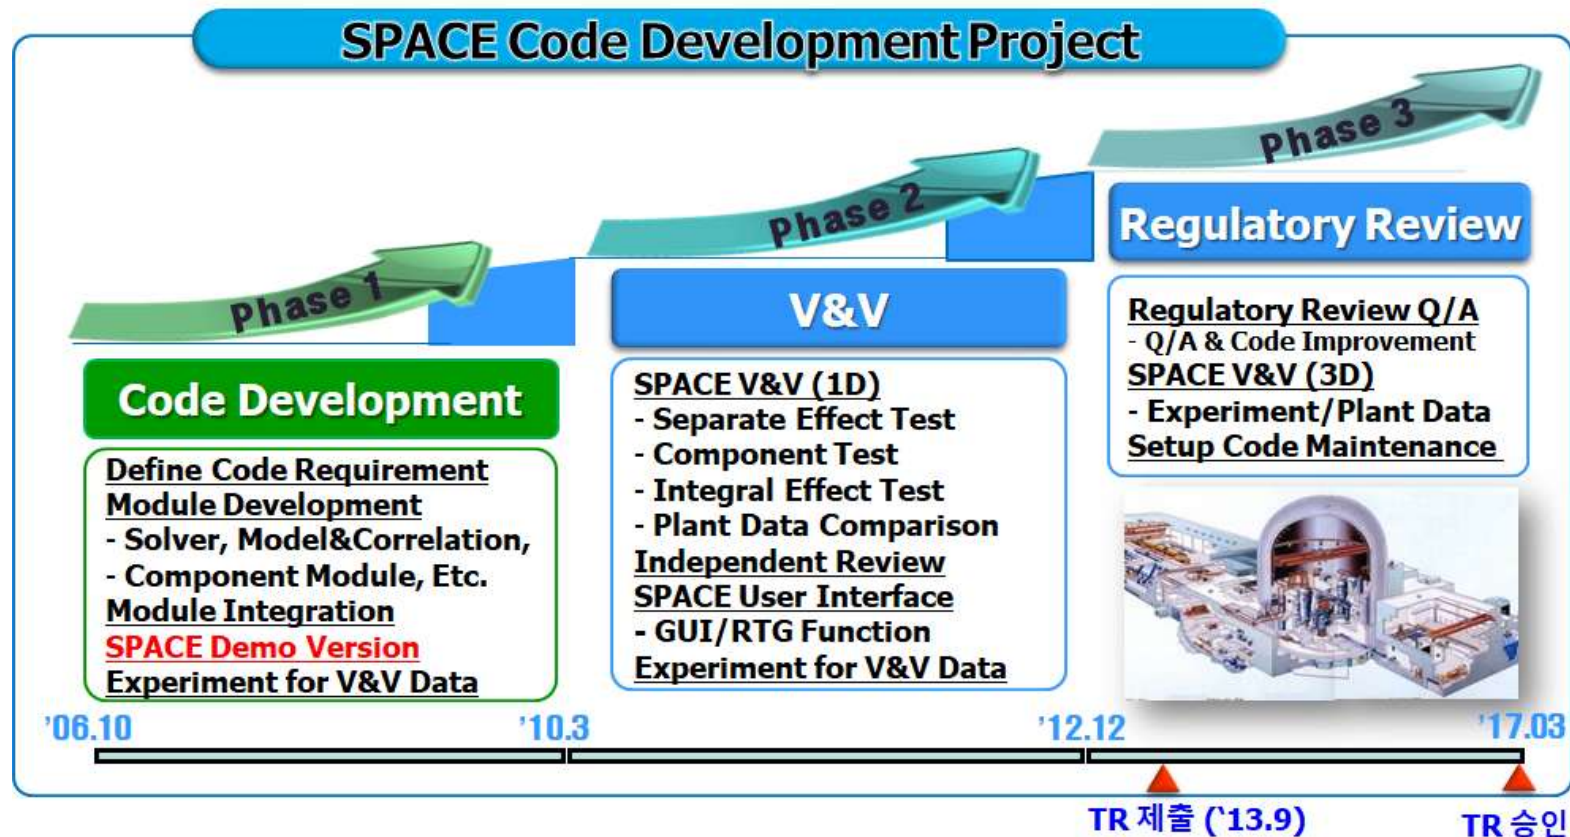 SPACE Code Development Project
Phase 1
Phase 2
Phase 3
Code Development
Define Code Requirement
Module Development
- Solver, Model&Correlation,
- Component Module, Etc.
Module Integration
SPACE Demo Version
Experiment for V&V Data
V&V
SPACE V&V (1D)
- Separate Effect Test
- Component Test
- Integral Effect Test
- Plant Data Comparison
Independent Review
SPACE User Interface
- GUI/RTG Function
Experiment for V&V Data
Regulatory Review
Regulatory Review Q/A
- Q/A & Code Improvement
SPACE V&V (3D)
- Experiment/Plant Data
Setup Code Maintenance
’06.10
’10.3
’12.12
’17.03
TR 제출 (‘13.9)
TR 승인